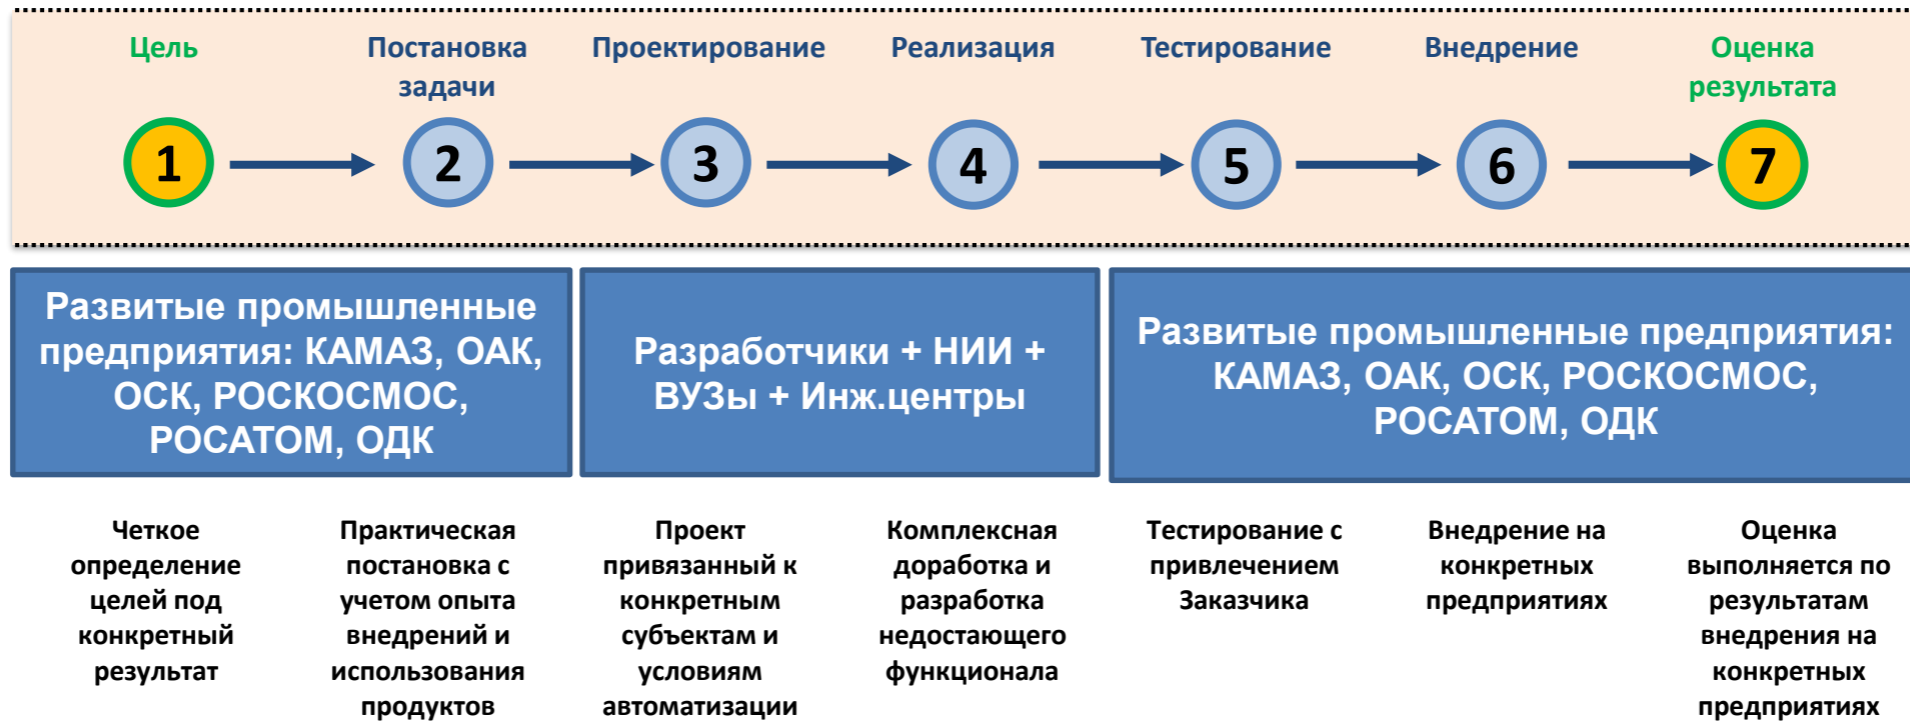 Цель
Постановка
задачи
Проектирование
Реализация
Тестирование
Внедрение
Оценка
результата
1
2
3
4
5
6
7
Развитые промышленные
предприятия: КАМАЗ, ОАК,
ОСК, РОСКОСМОС,
РОСАТОМ, ОДК
Разработчики + НИИ +
ВУЗы + Инж.центры
Развитые промышленные предприятия:
КАМАЗ, ОАК, ОСК, РОСКОСМОС,
РОСАТОМ, ОДК
Четкое
определение
целей под
конкретный
результат
Практическая
постановка с
учетом опыта
внедрений и
использования
продуктов
Проект
привязанный к
конкретным
субъектам и
условиям
автоматизации
Комплексная
доработка и
разработка
недостающего
функционала
Тестирование с
привлечением
Заказчика
Внедрение на
конкретных
предприятиях
Оценка
выполняется по
результатам
внедрения на
конкретных
предприятиях